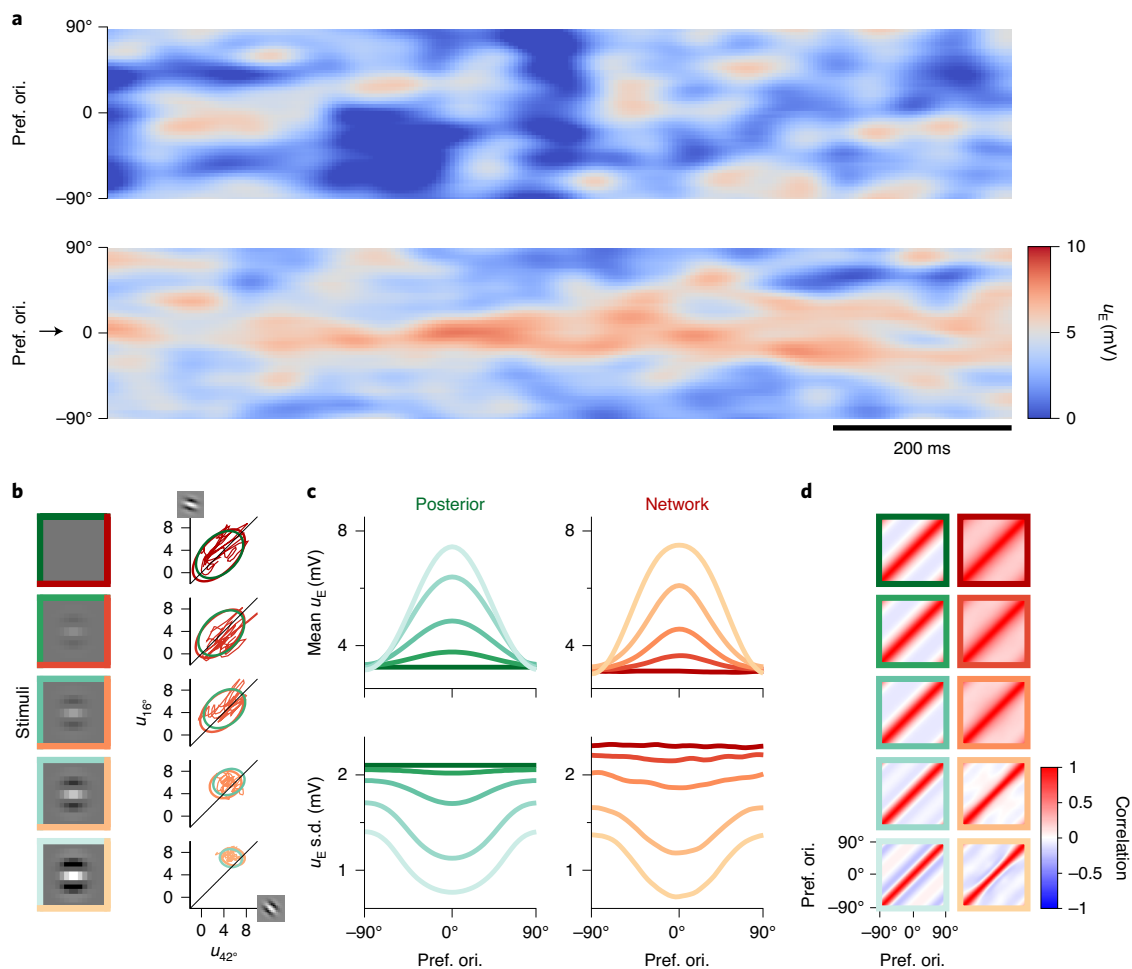 a
90°
0
–90°
Pref. ori.
90°
0
–90°
Pref. ori.
10
5
0
u_E (mV)
200 ms
b
Stimuli
8
4
0
8
4
0
8
4
0
8
4
0
8
4
0
u_16°
0 4 8
u_42°
c
Posterior
Network
8
4
Mean u_E (mV)
8
4
2
1
u_E s.d. (mV)
2
1
–90° 0° 90°
Pref. ori.
–90° 0° 90°
Pref. ori.
d
90°
0°
–90°
Pref. ori.
–90° 0° 90°
Pref. ori.
1
0.5
0
–0.5
–1
Correlation